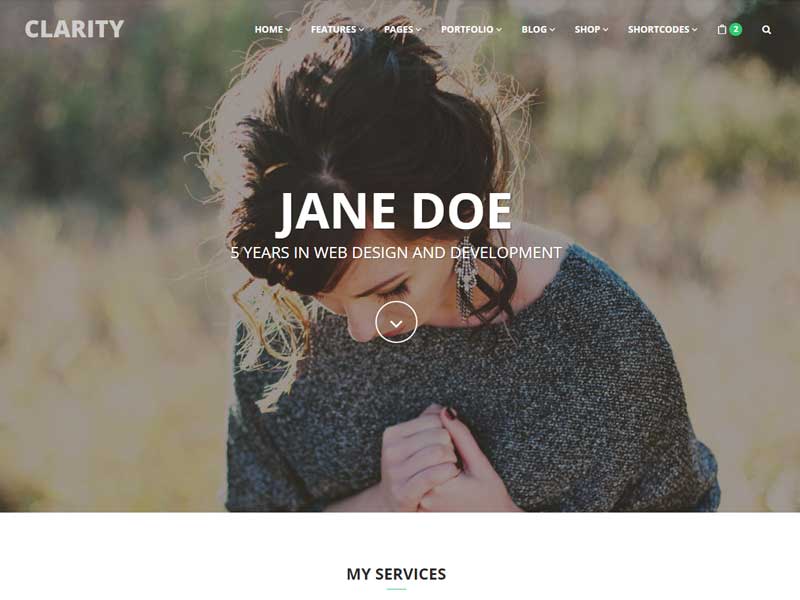 CLARITY
HOME FEATURES PAGES PORTFOLIO BLOG SHOP SHORTCODES 2
JANE DOE
5 YEARS IN WEB DESIGN AND DEVELOPMENT
MY SERVICES